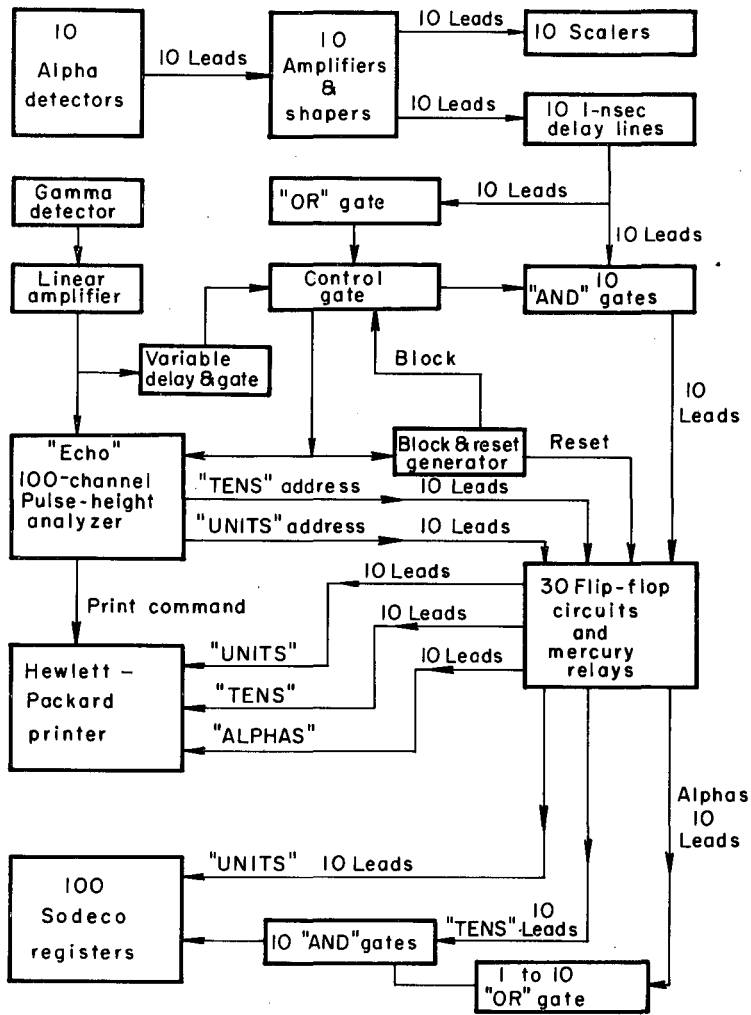 10
Alpha
detectors
10 Leads
10
Amplifiers
&
shapers
10 Leads
10 Scalers
10 Leads
10 1-nsec
delay lines
Gamma
detector
"OR" gate
10 Leads
10 Leads
Linear
amplifier
Control
gate
10
"AND" gates
Variable
delay & gate
Block
10
Leads
"Echo"
100-channel
Pulse-height
analyzer
Block & reset
generator
Reset
"TENS" address
10 Leads
"UNITS" address
10 Leads
Print command
10 Leads
10 Leads
10 Leads
30 Flip-flop
circuits
and
mercury
relays
Hewlett –
Packard
printer
"UNITS"
"TENS"
"ALPHAS"
Alphas
10
Leads
100
Sodeco
registers
"UNITS" 10 Leads
10
"TENS" Leads
10 "AND" gates
1 to 10
"OR" gate